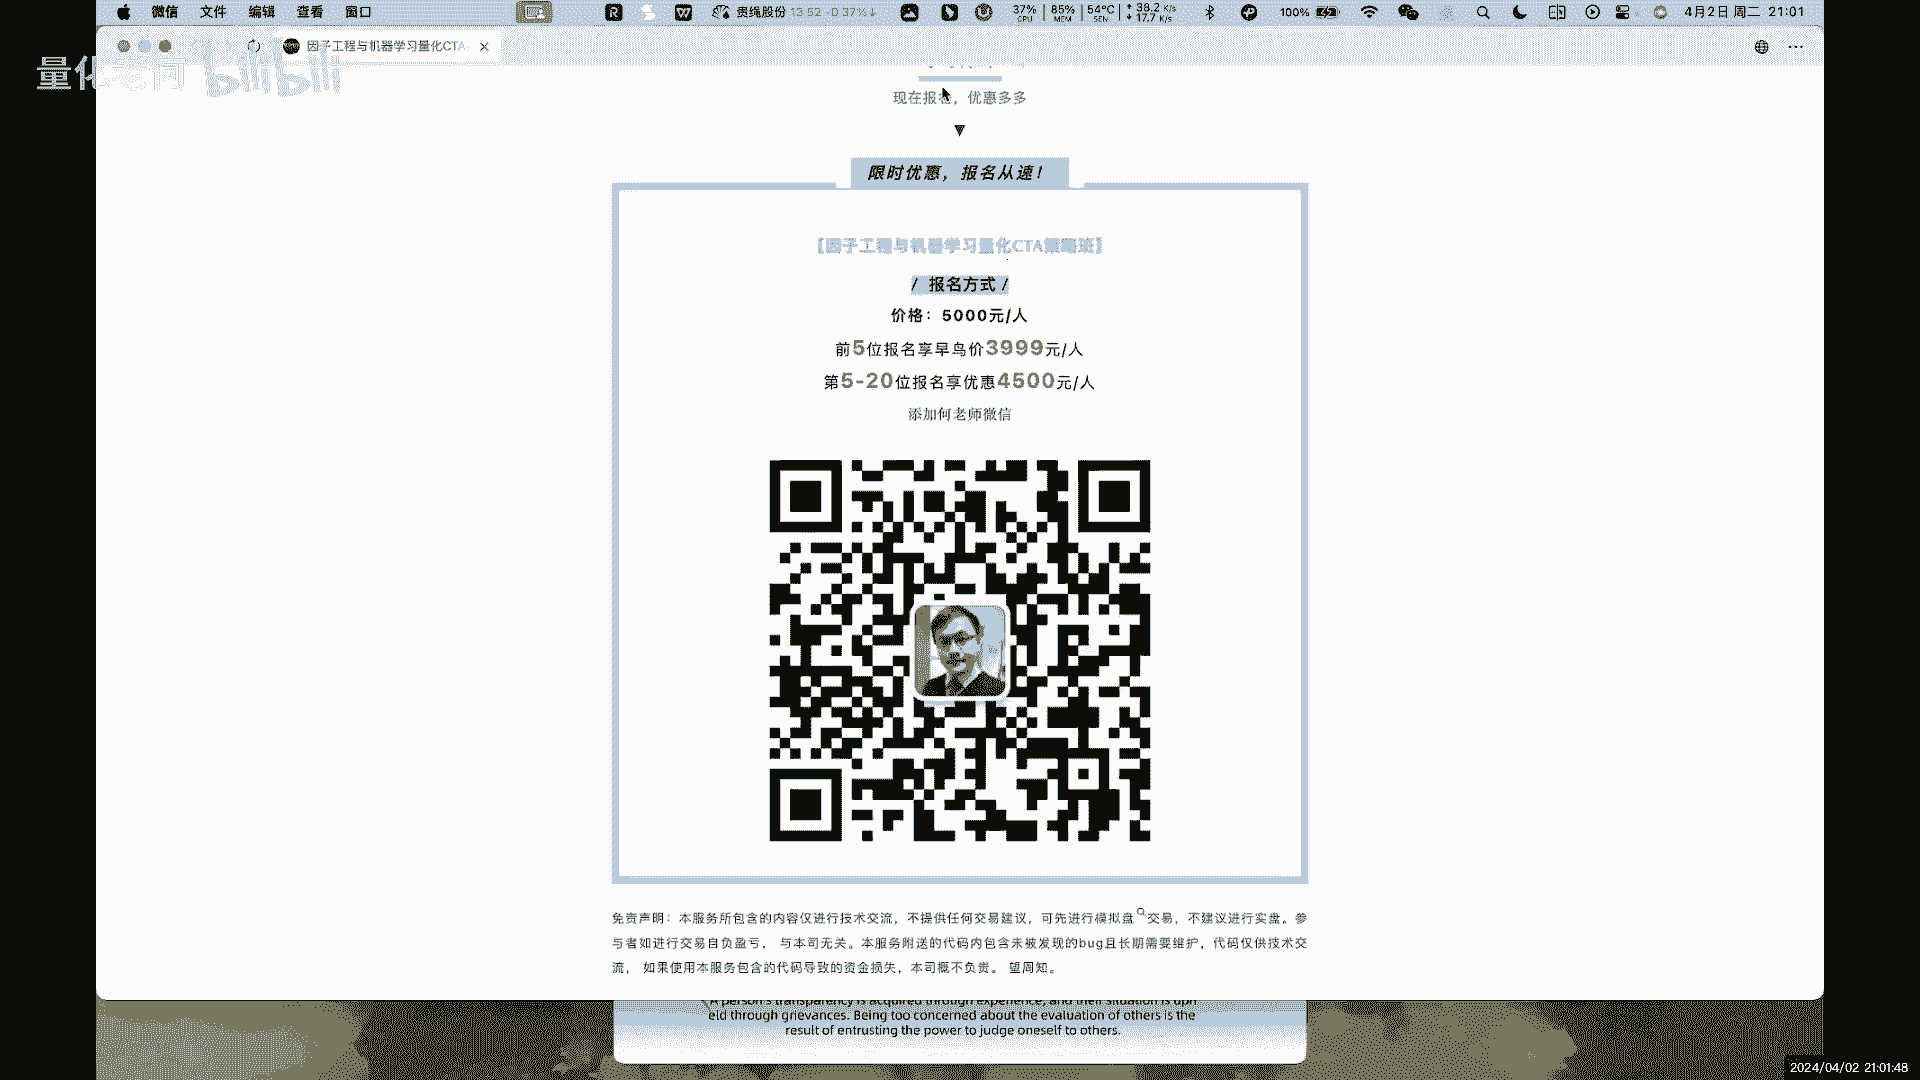 微信 文件 编辑 查看 窗口
贵绳股份 13.52 -0.37%↓
37% CPU 85% MEM 54°C SEN 38.2 K/s 17.7 K/s
100%
4月2日 周二 21:01
因子工程与机器学习量化CTA
量化老何 bilibili
现在报名，优惠多多
▼
限时优惠，报名从速！
【因子工程与机器学习量化CTA策略班】
/ 报名方式 /
价格：5000元/人
前5位报名享早鸟价3999元/人
第5-20位报名享优惠4500元/人
添加何老师微信
免责声明：本服务所包含的内容仅进行技术交流，不提供任何交易建议，可先进行模拟盘交易，不建议进行实盘。参
与者如进行交易自负盈亏， 与本司无关。本服务附送的代码内包含未被发现的bug且长期需要维护，代码仅供技术交
流， 如果使用本服务包含的代码导致的资金损失，本司概不负责。 望周知。
A person's transparency is acquired through experience, and their situation is uph
eld through grievances. Being too concerned about the evaluation of others is the
result of entrusting the power to judge oneself to others.
2024/04/02 21:01:48